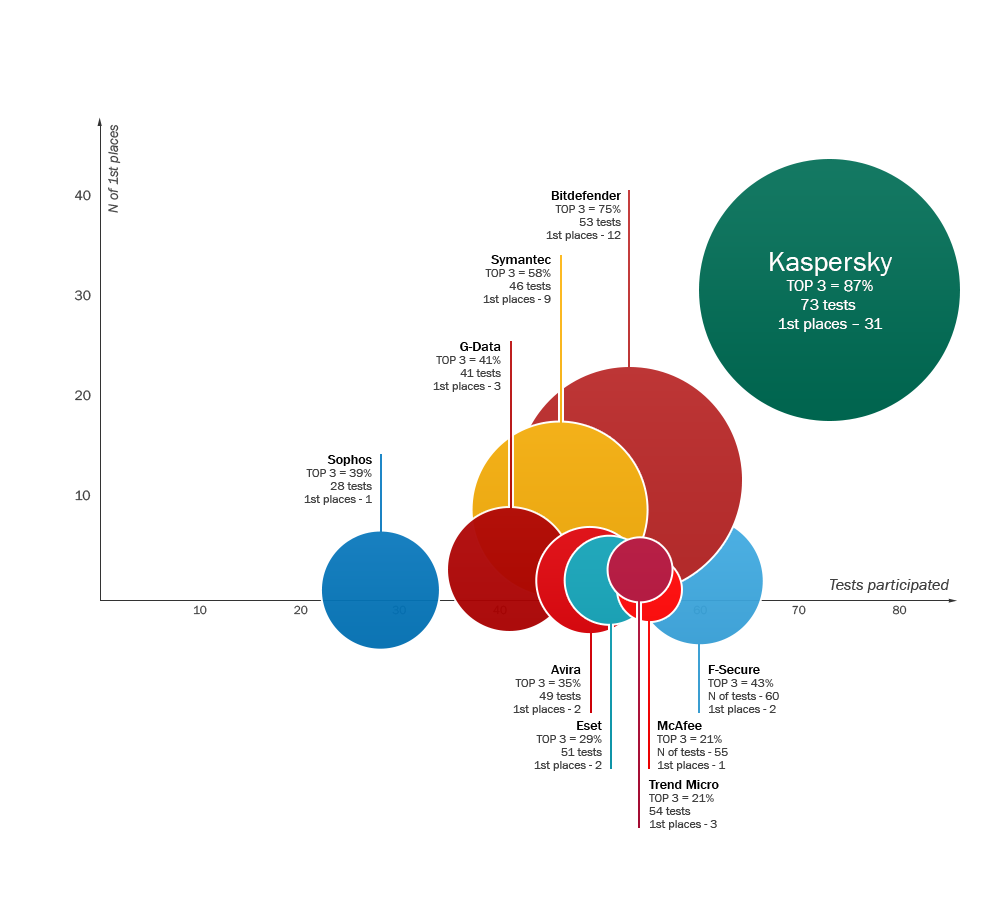 N of 1st places
40
30
20
10
Bitdefender
TOP 3 = 75%
53 tests
1st places - 12
Symantec
TOP 3 = 58%
46 tests
1st places - 9
G-Data
TOP 3 = 41%
41 tests
1st places - 3
Sophos
TOP 3 = 39%
28 tests
1st places - 1
Kaspersky
TOP 3 = 87%
73 tests
1st places – 31
Tests participated
10 20 30 40 60 70 80
Avira
TOP 3 = 35%
49 tests
1st places - 2
Eset
TOP 3 = 29%
51 tests
1st places - 2
F-Secure
TOP 3 = 43%
N of tests - 60
1st places - 2
McAfee
TOP 3 = 21%
N of tests - 55
1st places - 1
Trend Micro
TOP 3 = 21%
54 tests
1st places - 3